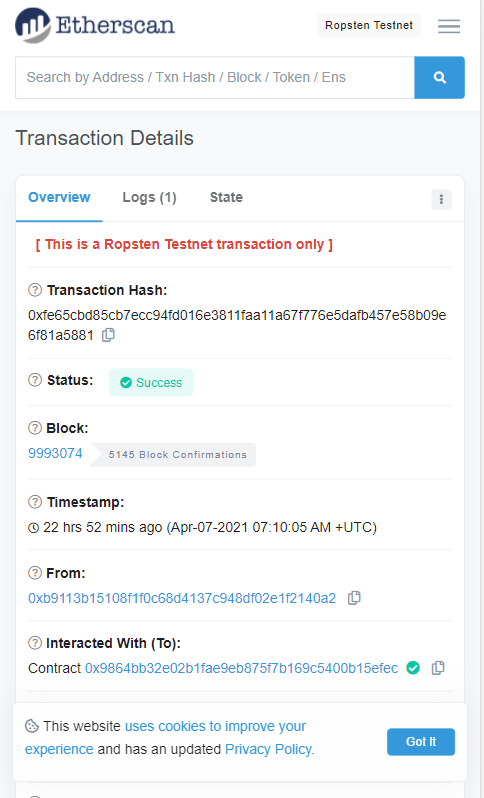 Etherscan
Ropsten Testnet
Search by Address / Txn Hash / Block / Token / Ens
Transaction Details
Overview Logs (1) State
[ This is a Ropsten Testnet transaction only ]
Transaction Hash:
0xfe65cbd85cb7ecc94fd016e3811faa11a67f776e5dafb457e58b09e
6f81a5881
Status: Success
Block:
9993074 5145 Block Confirmations
Timestamp:
22 hrs 52 mins ago (Apr-07-2021 07:10:05 AM +UTC)
From:
0xb9113b15108f1f0c68d4137c948df02e1f2140a2
Interacted With (To):
Contract 0x9864bb32e02b1fae9eb875f7b169c5400b15efec
This website uses cookies to improve your
experience and has an updated Privacy Policy.
Got It